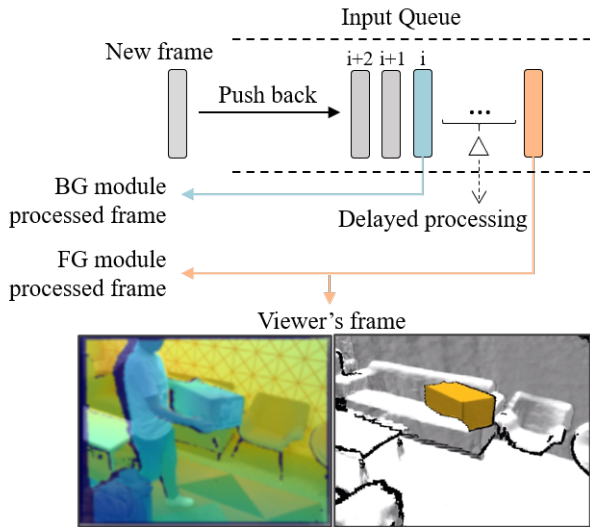 Input Queue
New frame
i+2 i+1 i
Push back
...
BG module
processed frame
Delayed processing
FG module
processed frame
Viewer's frame